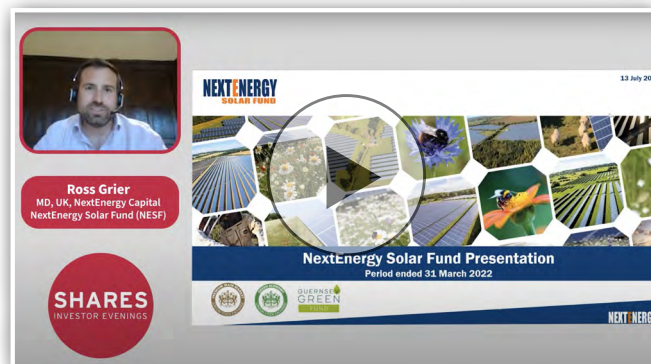 Ross Grier
MD, UK, NextEnergy Capital
NextEnergy Solar Fund (NESF)
SHARES
INVESTOR EVENINGS
NEXTENERGY
SOLAR FUND
13 July 20
NextEnergy Solar Fund Presentation
Period ended 31 March 2022
GUERNSEY
GREEN
FUND
NEXTENERG